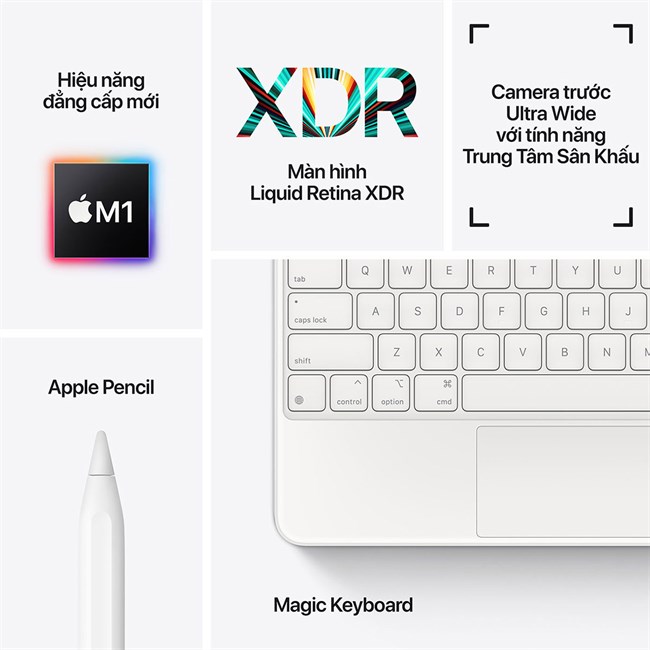 Hiệu năng
đẳng cấp mới
M1
XDR
Màn hình
Liquid Retina XDR
Camera trước
Ultra Wide
với tính năng
Trung Tâm Sân Khấu
tab Q W E R T Y U
caps lock A S D F G H J
shift Z X C V B N M
control option cmd
Apple Pencil
Magic Keyboard